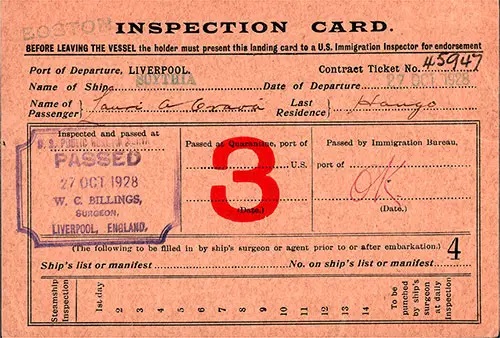 BOSTON
INSPECTION CARD.
BEFORE LEAVING THE VESSEL the holder must present this landing card to a U.S. Immigration Inspector for endorsement
Port of Departure, LIVERPOOL. Contract Ticket No. 45947
Name of Ship SCYTHIA Date of Departure 27 OCT 1928
Name of Passenger} Last Residence} Hango
Inspected and passed at
U.S. PUBLIC HEALTH
PASSED
27 OCT 1928
W. C. BILLINGS,
SURGEON,
LIVERPOOL, ENGLAND,
Passed at Quarantine, port of
U.S.
3
(Date.)
Passed by Immigration Bureau,
port of
OK
(Date.)
(The following to be filled in by ship's surgeon or agent prior to or after embarkation.)
Ship's list or manifest No. on ship's list or manifest 4
Steamship Inspection
1st day 2 3 4 5 6 7 8 9 10 11 12 13 14
To be punched by ship's surgeon at daily Inspection